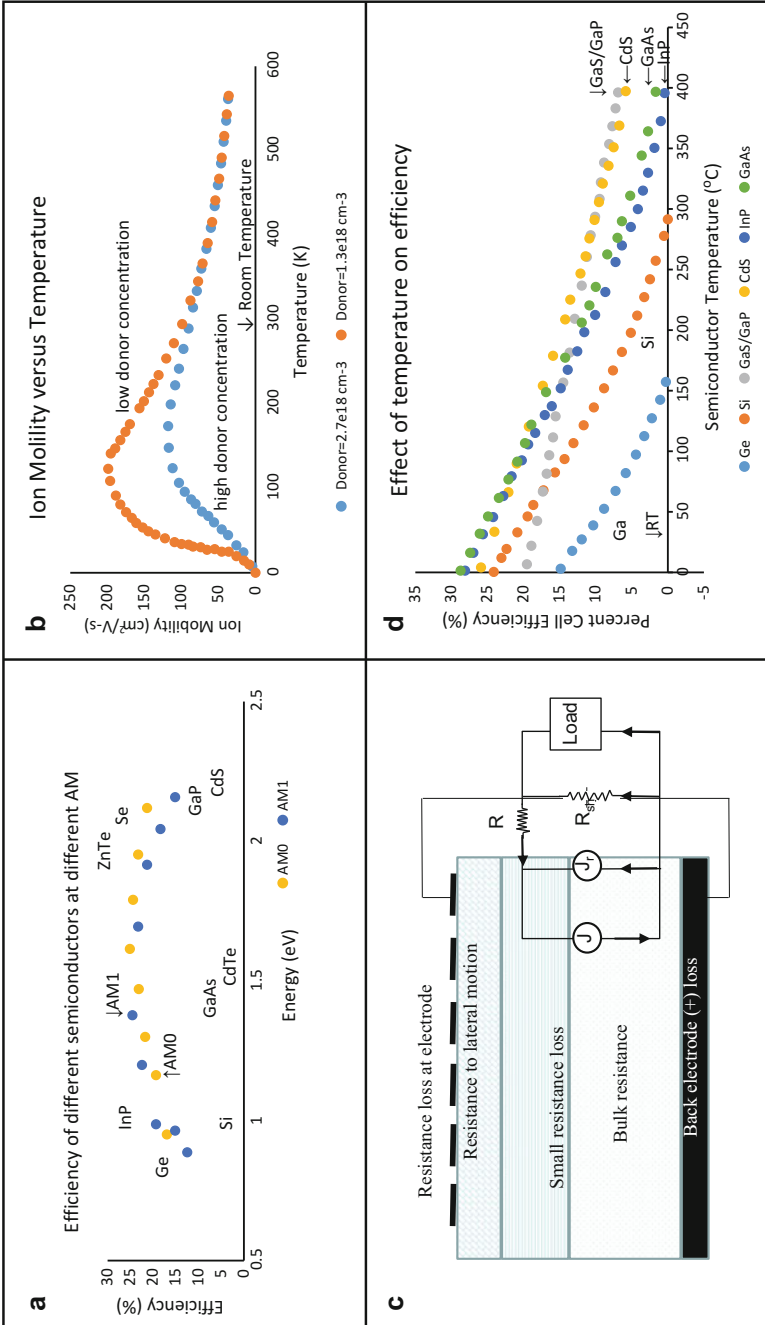 a
Efficiency of different semiconductors at different AM
Efficiency (%)
30
25
20
15
10
5
0
0.5
1
1.5
2
2.5
Ge
InP
Si
↑AM0
↓AM1
GaAs
CdTe
ZnTe
Se
GaP
CdS
Energy (eV)
AM0
AM1
b
Ion Molility versus Temperature
Ion Mobility (cm²/V-s)
250
200
150
100
50
0
0
100
200
300
400
600
low donor concentration
high donor concentration
↓ Room Temperature
Temperature (K)
Donor=2.7e18 cm-3
Donor=1.3e18 cm-3
c
Resistance loss at electrode
Resistance to lateral motion
Small resistance loss
Bulk resistance
Back electrode (+) loss
J
Jr
R
Rsh
Load
d
Effect of temperature on efficiency
Percent Cell Efficiency (%)
35
30
25
20
15
10
5
0
-5
0
50
100
150
200
250
300
350
400
450
Ga
↓RT
Si
↓GaS/GaP
←CdS
←GaAs
←InP
Semiconductor Temperature (°C)
Ge
Si
GaS/GaP
CdS
InP
GaAs